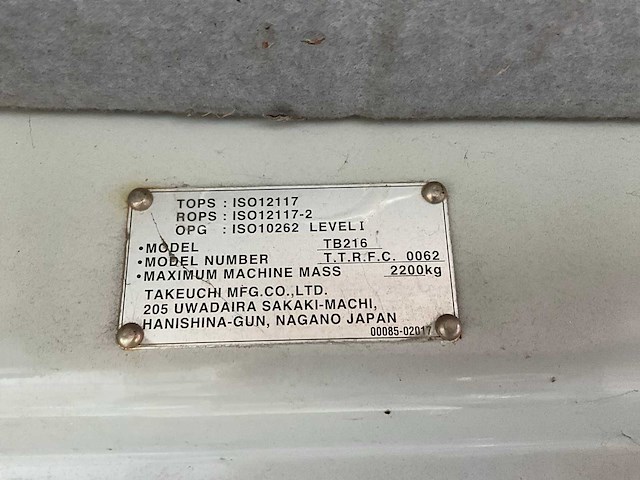 TOPS : ISO12117
ROPS : ISO12117-2
OPG : ISO10262 LEVEL I
•MODEL TB216
•MODEL NUMBER T.T.R.F.C. 0062
•MAXIMUM MACHINE MASS 2200kg
TAKEUCHI MFG.CO.,LTD.
205 UWADAIRA SAKAKI-MACHI,
HANISHINA-GUN, NAGANO JAPAN
00085-02017